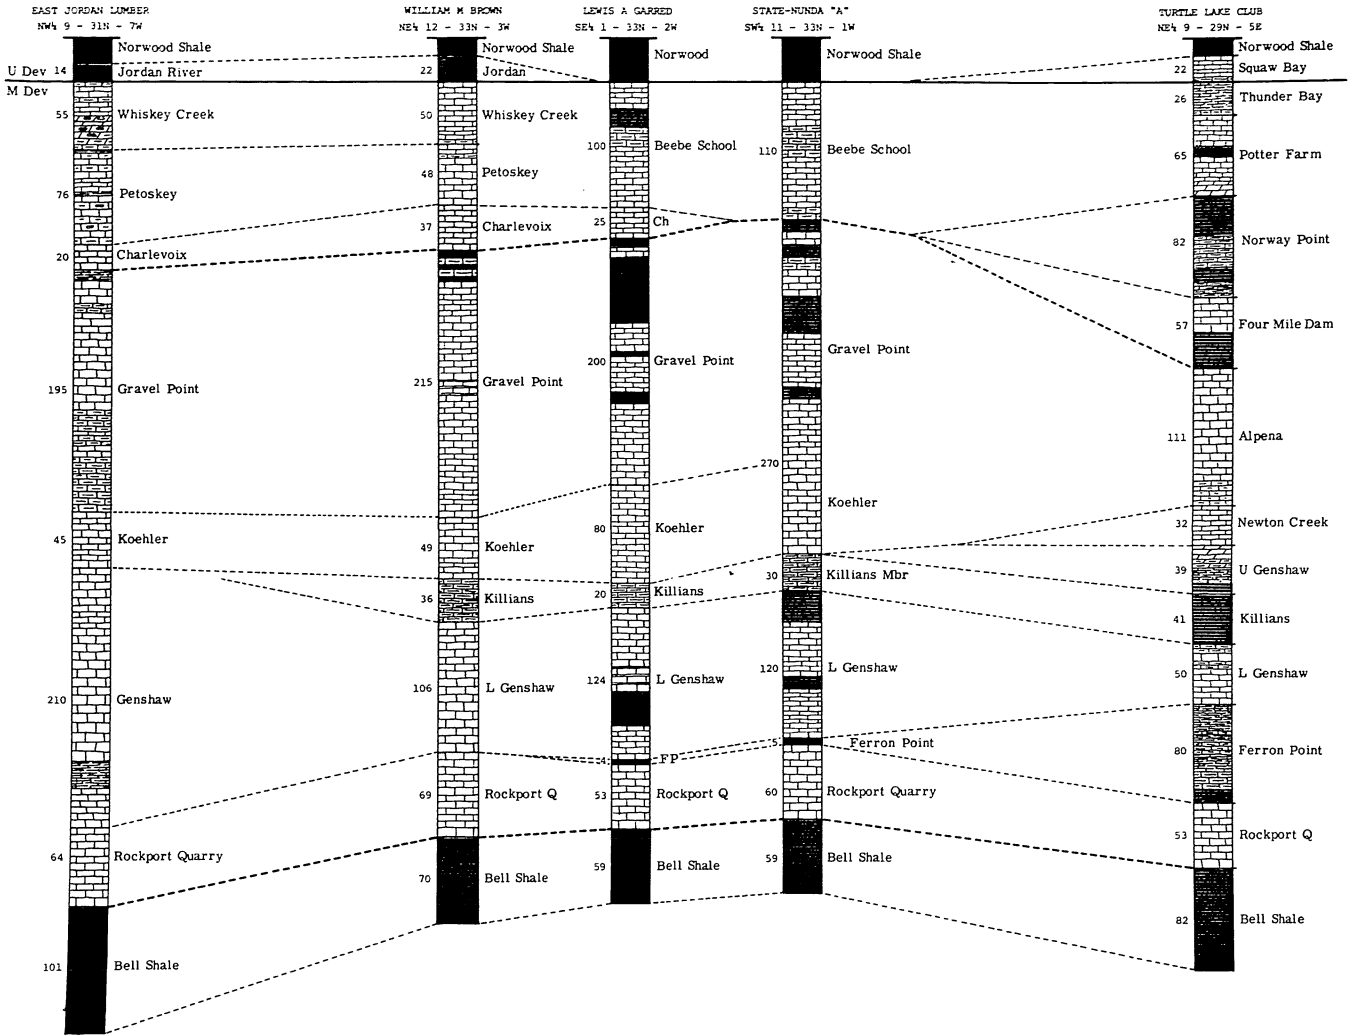 EAST JORDAN LUMBER
NW¼ 9 - 31N - 7W
U Dev 14
M Dev
Norwood Shale
Jordan River
55 Whiskey Creek
76 Petoskey
20 Charlevoix
195 Gravel Point
45 Koehler
210 Genshaw
64 Rockport Quarry
101 Bell Shale
WILLIAM M BROWN
NE¼ 12 - 33N - 3W
Norwood Shale
22 Jordan
50 Whiskey Creek
48 Petoskey
37 Charlevoix
215 Gravel Point
49 Koehler
36 Killians
106 L Genshaw
69 Rockport Q
70 Bell Shale
LEWIS A GARRED
SE¼ 1 - 33N - 2W
Norwood
100 Beebe School
25 Ch
200 Gravel Point
80 Koehler
20 Killians
124 L Genshaw
4 FP
53 Rockport Q
59 Bell Shale
STATE-NUNDA "A"
SW¼ 11 - 33N - 1W
Norwood Shale
110 Beebe School
Gravel Point
270
Koehler
30 Killians Mbr
120 L Genshaw
5 Ferron Point
60 Rockport Quarry
59 Bell Shale
TURTLE LAKE CLUB
NE¼ 9 - 29N - 5E
Norwood Shale
22 Squaw Bay
26 Thunder Bay
65 Potter Farm
82 Norway Point
57 Four Mile Dam
111 Alpena
32 Newton Creek
39 U Genshaw
41 Killians
50 L Genshaw
80 Ferron Point
53 Rockport Q
82 Bell Shale